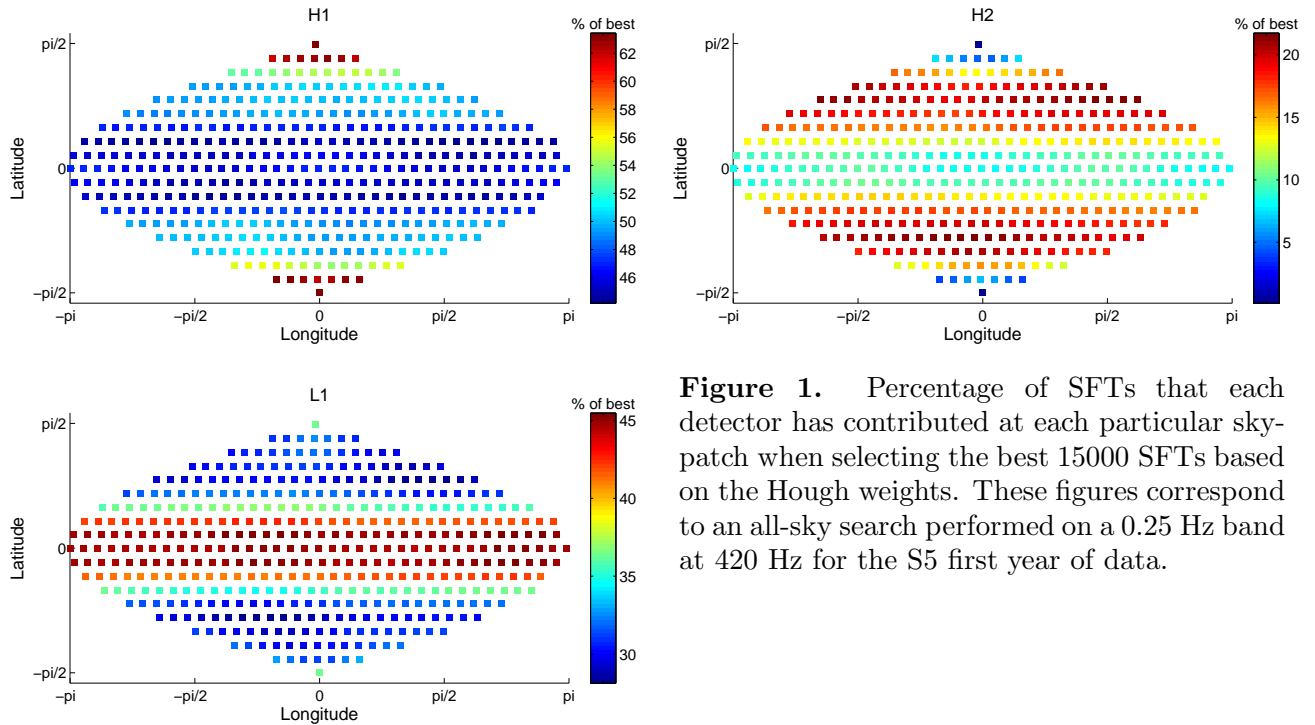 H1
% of best
pi/2
0
−pi/2
Latitude
62
60
58
56
54
52
50
48
46
−pi
−pi/2
0
pi/2
pi
Longitude
H2
% of best
pi/2
0
−pi/2
Latitude
20
15
10
5
−pi
−pi/2
0
pi/2
pi
Longitude
L1
% of best
pi/2
0
−pi/2
Latitude
45
40
35
30
−pi
−pi/2
0
pi/2
pi
Longitude
Figure 1. Percentage of SFTs that each
detector has contributed at each particular sky-
patch when selecting the best 15000 SFTs based
on the Hough weights. These figures correspond
to an all-sky search performed on a 0.25 Hz band
at 420 Hz for the S5 first year of data.